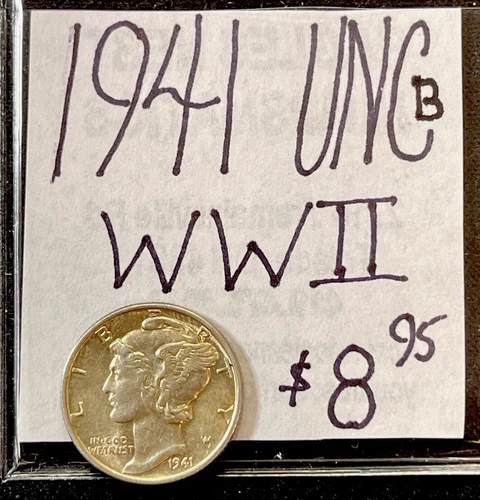 1941 UNC B
WWII
$8.95
LIBERTY
IN GOD
WE TRUST
1941